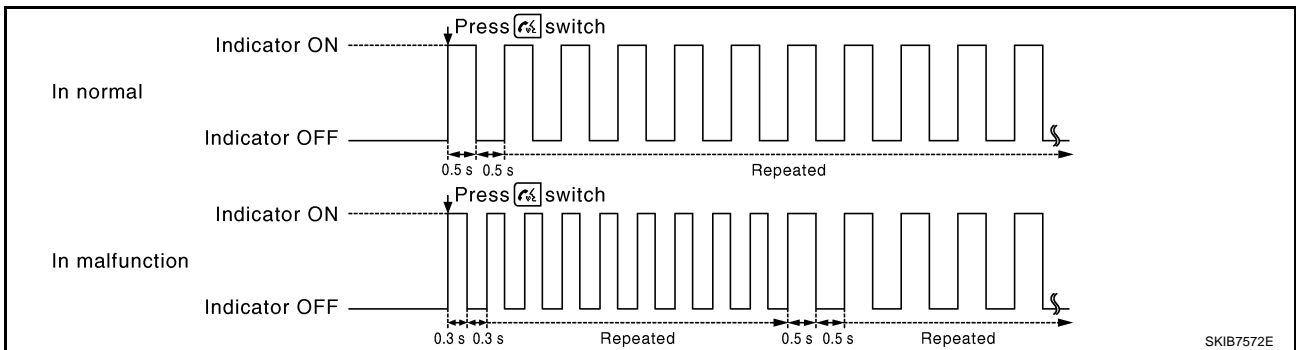 Press switch
Indicator ON
In normal
Indicator OFF
0.5 s 0.5 s Repeated
Press switch
Indicator ON
In malfunction
Indicator OFF
0.3 s 0.3 s Repeated 0.5 s 0.5 s Repeated
SKIB7572E